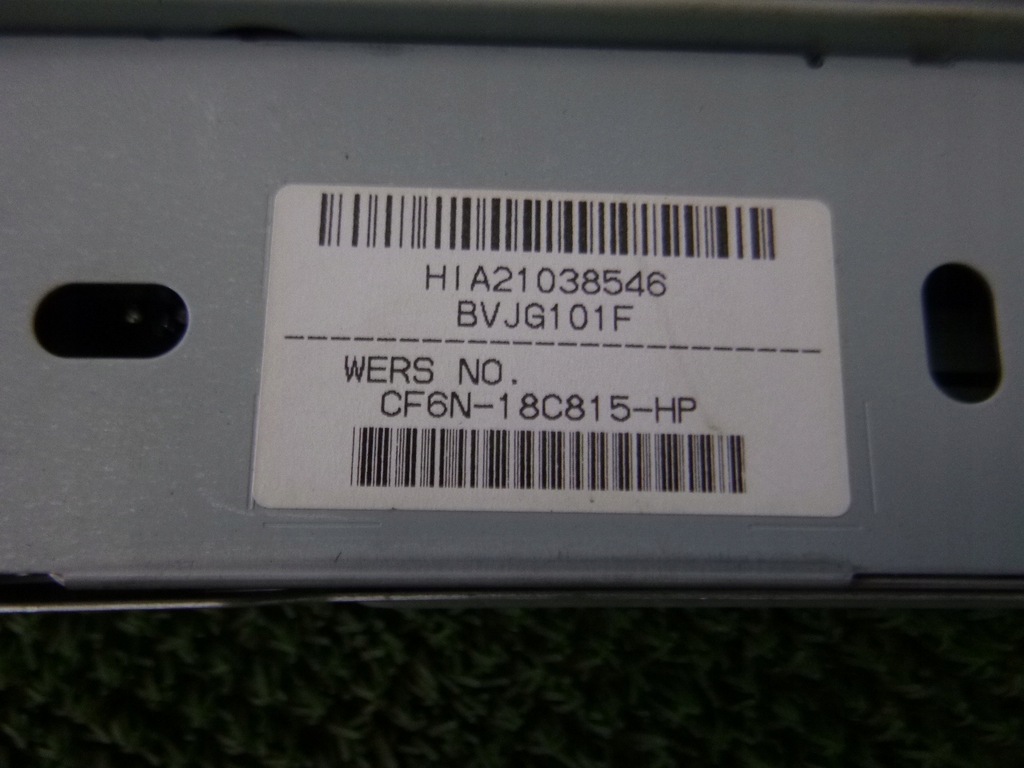 HIA21038546
BVJG101F
WERS NO.
CF6N-18C815-HP